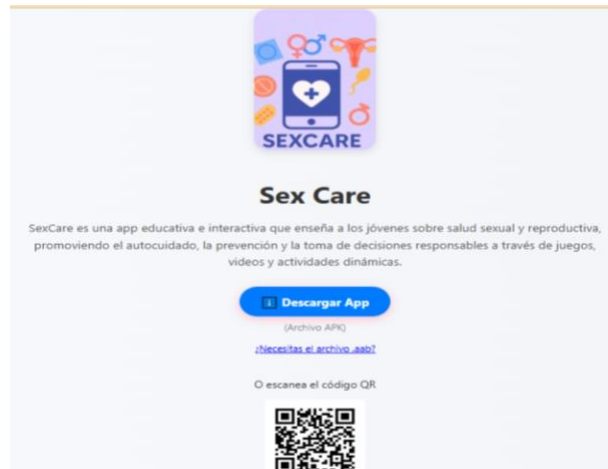 SEXCARE
Sex Care
SexCare es una app educativa e interactiva que enseña a los jóvenes sobre salud sexual y reproductiva,
promoviendo el autocuidado, la prevención y la toma de decisiones responsables a través de juegos,
videos y actividades dinámicas.
Descargar App
(Archivo APK)
¿Necesitas el archivo .aab?
O escanea el código QR